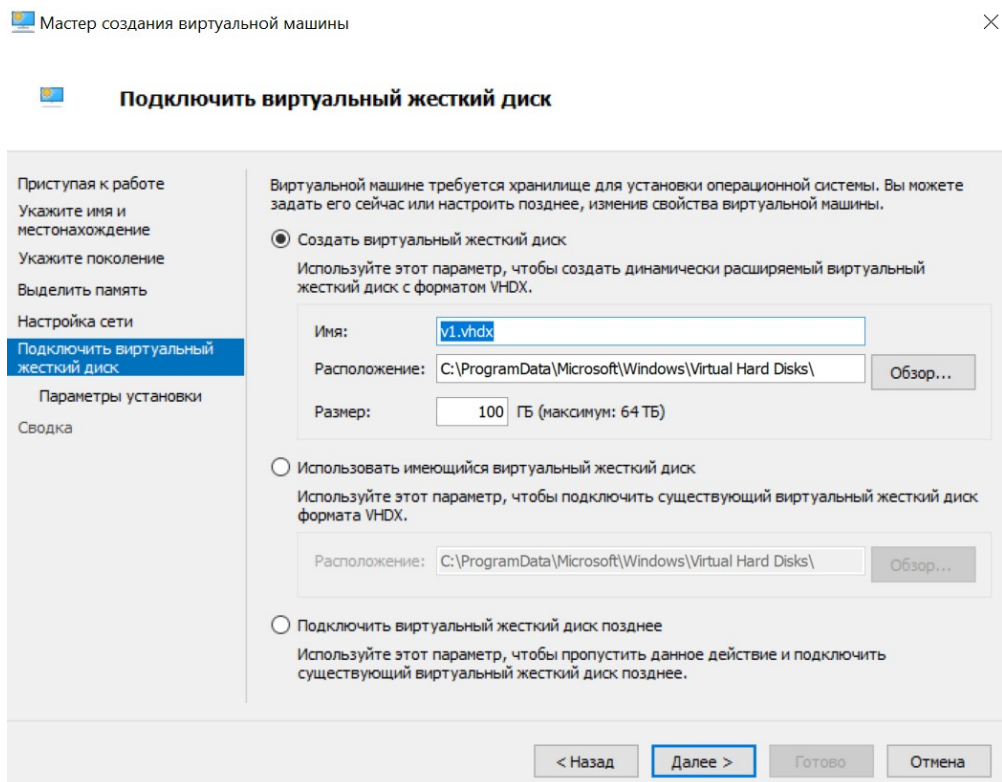 Мастер создания виртуальной машины
Подключить виртуальный жесткий диск
Приступая к работе
Укажите имя и
местонахождение
Укажите поколение
Выделить память
Настройка сети
Подключить виртуальный
жесткий диск
Параметры установки
Сводка
Виртуальной машине требуется хранилище для установки операционной системы. Вы можете
задать его сейчас или настроить позднее, изменив свойства виртуальной машины.
Создать виртуальный жесткий диск
Используйте этот параметр, чтобы создать динамически расширяемый виртуальный
жесткий диск с форматом VHDX.
Имя: v1.vhdx
Расположение: C:\ProgramData\Microsoft\Windows\Virtual Hard Disks\ Обзор...
Размер: 100 ГБ (максимум: 64 ТБ)
Использовать имеющийся виртуальный жесткий диск
Используйте этот параметр, чтобы подключить существующий виртуальный жесткий диск
формата VHDX.
Расположение: C:\ProgramData\Microsoft\Windows\Virtual Hard Disks\ Обзор...
Подключить виртуальный жесткий диск позднее
Используйте этот параметр, чтобы пропустить данное действие и подключить
существующий виртуальный жесткий диск позднее.
< Назад Далее > Готово Отмена